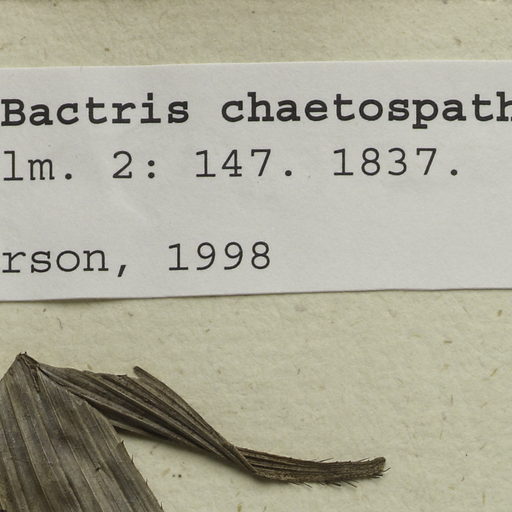 Bactris chaetospath
lm. 2: 147. 1837.
rson, 1998